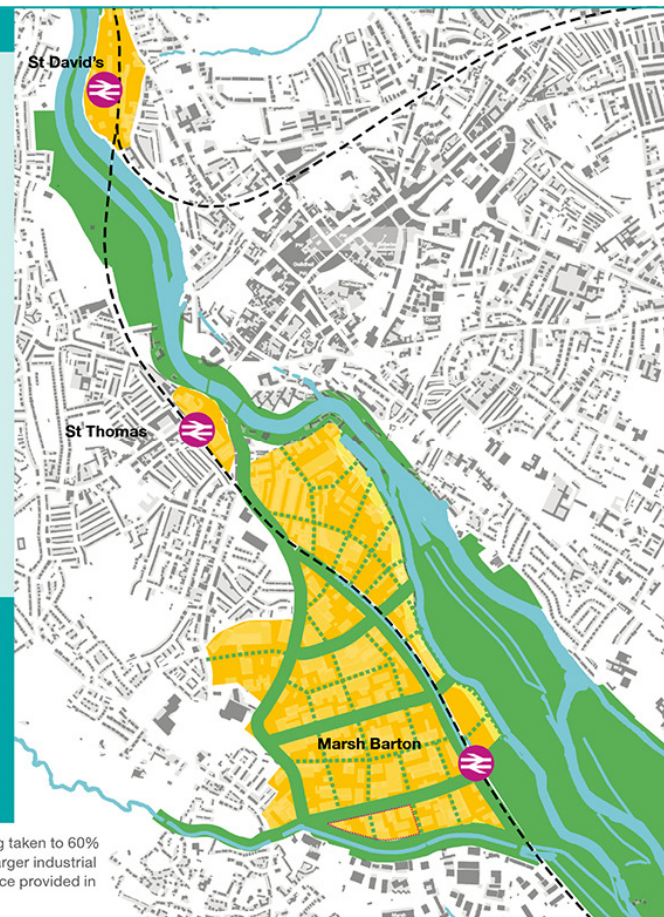 St David's
St Thomas
Marsh Barton
g taken to 60%
arger industrial
ce provided in